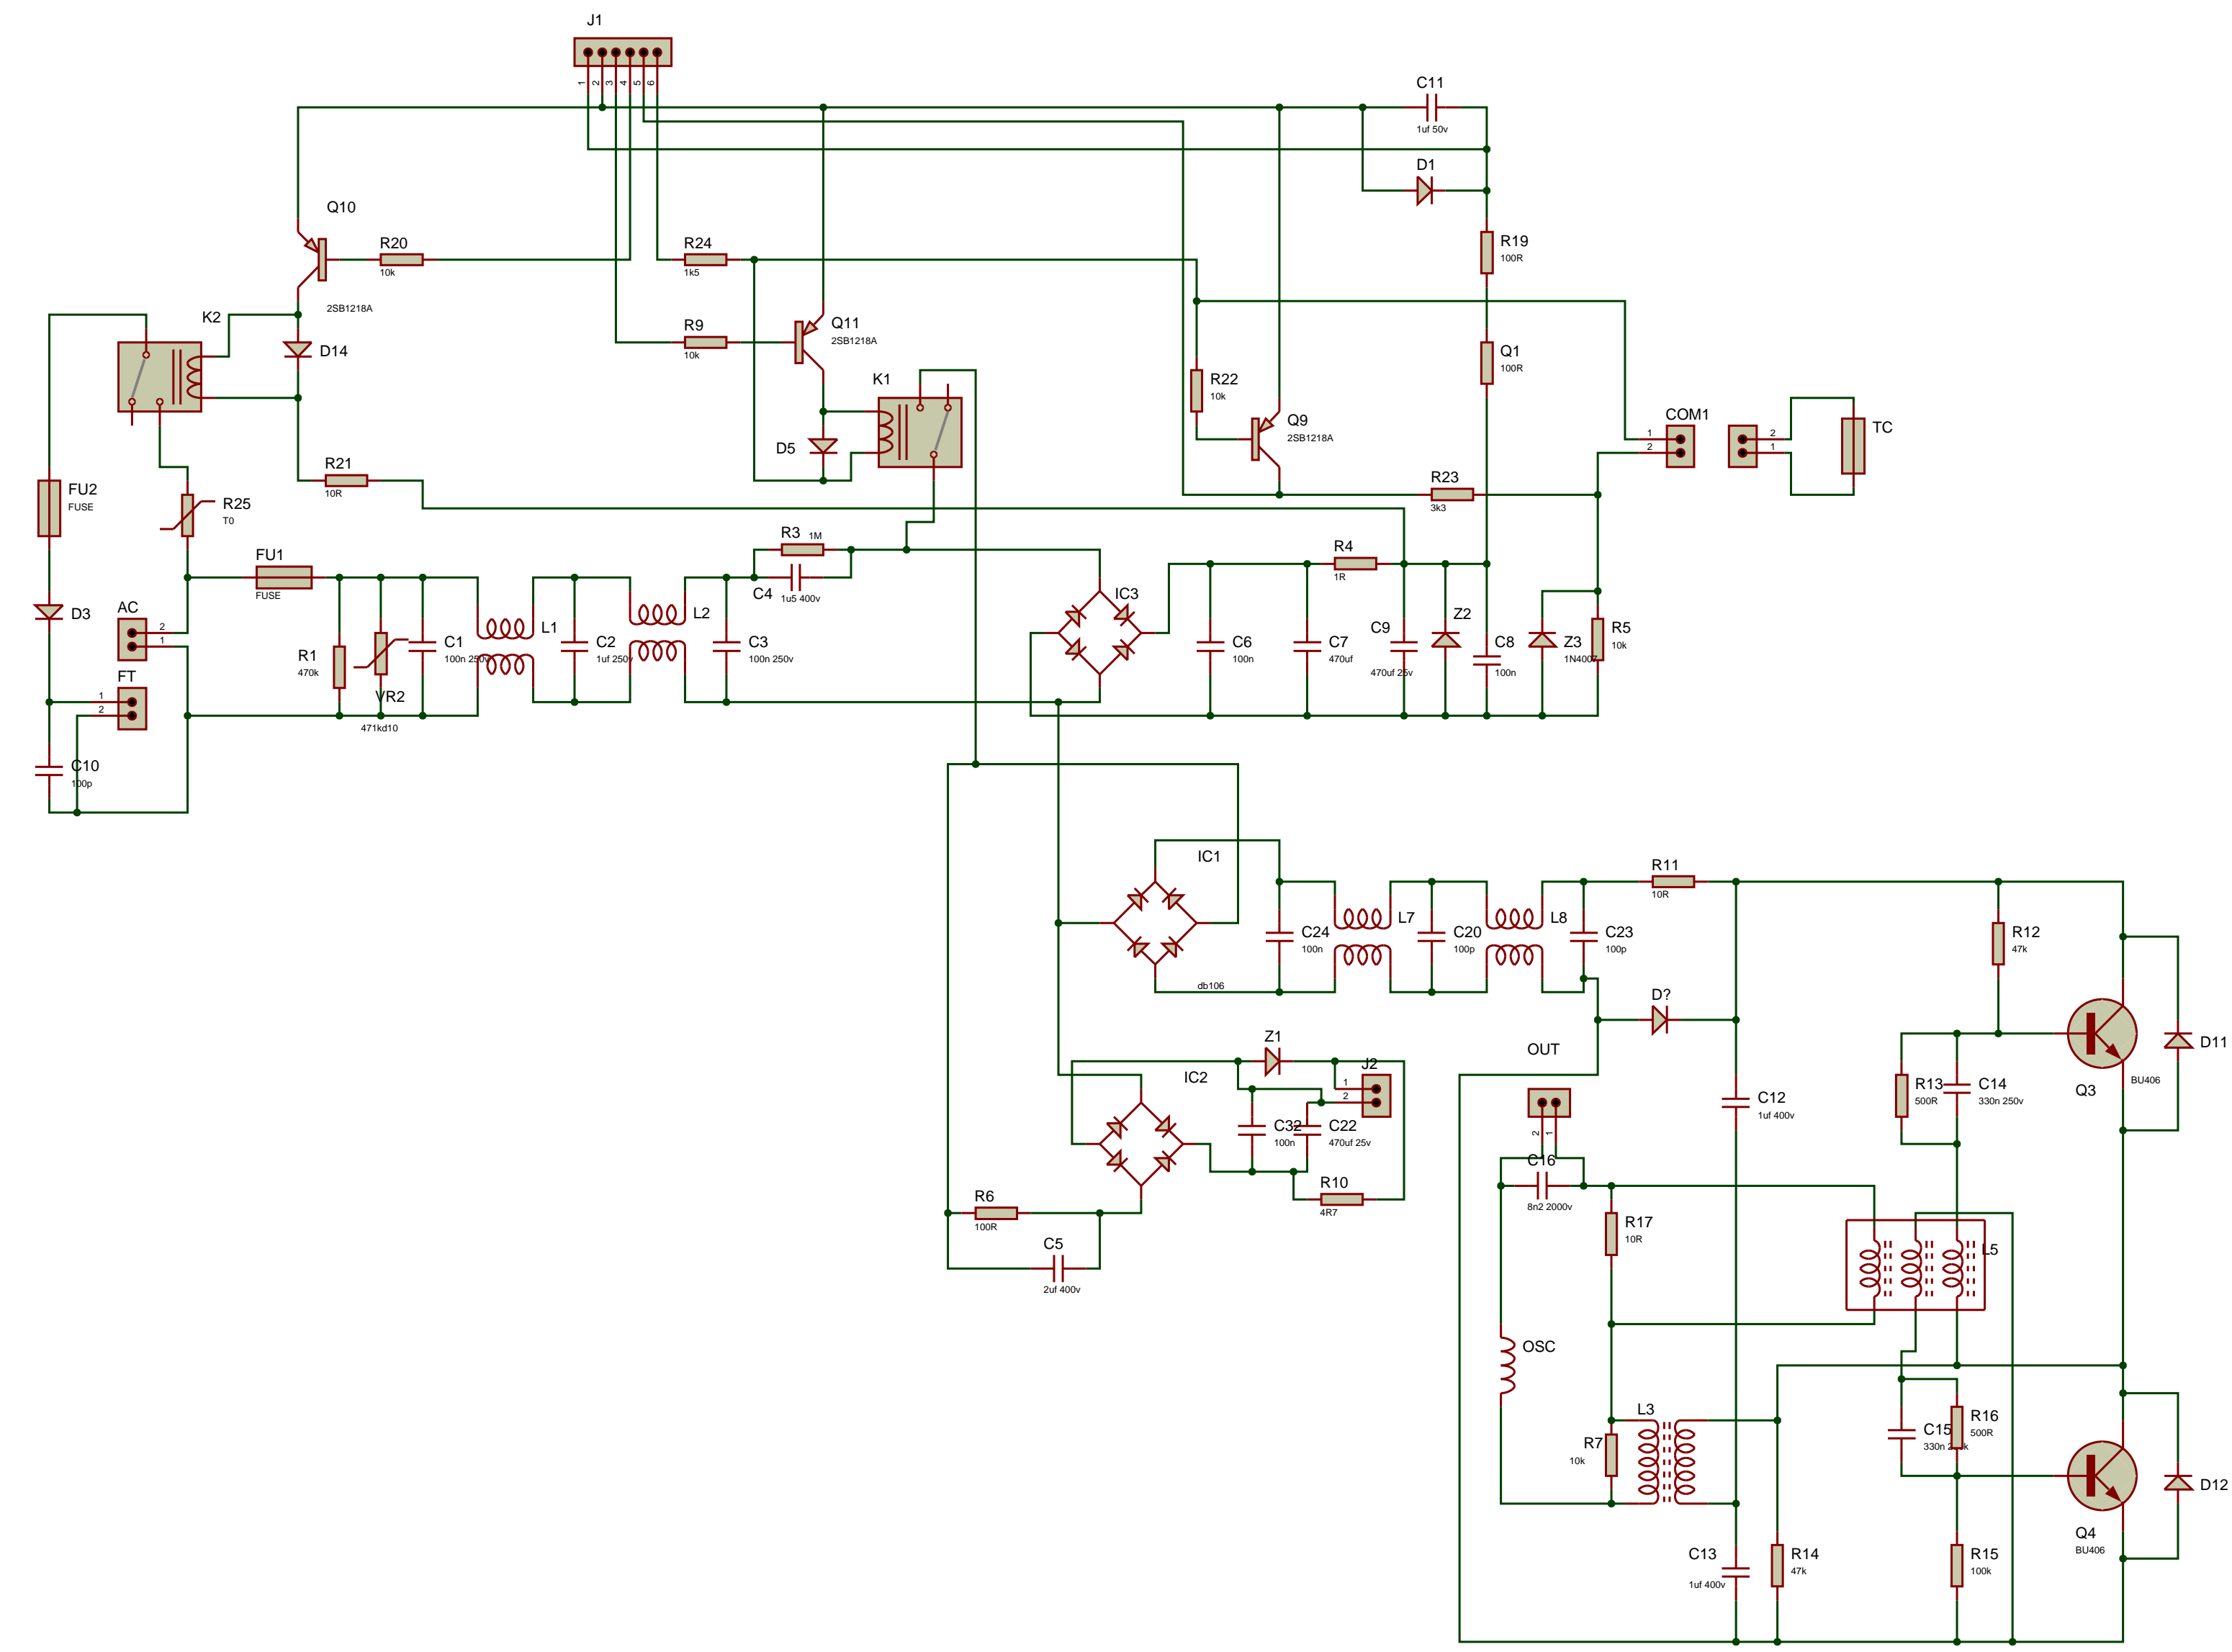 J1
1 2 3 4 5 6
C11
1uf 50v
D1
Q10
2SB1218A
R20
10k
R24
1k5
R19
100R
K2
D14
R9
10k
Q11
2SB1218A
Q1
100R
K1
D5
R22
10k
Q9
2SB1218A
COM1
1
2
2
1
TC
FU2
FUSE
R25
T0
R21
10R
R23
3k3
FU1
FUSE
R3 1M
C4
1u5 400v
R4
1R
IC3
D3
AC
2
1
FT
1
2
R1
470k
VR2
471kd10
C1
100n 250v
L1
C2
1uf 250v
L2
C3
100n 250v
C6
100n
C7
470uf
C9
470uf 25v
Z2
C8
100n
Z3
1N4007
R5
10k
C10
100p
IC1
db106
C24
100n
L7
C20
100p
L8
C23
100p
R11
10R
R12
47k
D?
OUT
2 1
Z1
J2
1
2
IC2
C32
100n
C22
470uf 25v
R10
4R7
R6
100R
C5
2uf 400v
C12
1uf 400v
R13
500R
C14
330n 250v
Q3
BU406
D11
C16
8n2 2000v
R17
10R
L5
OSC
L3
R7
10k
C15
330n
R16
500R
Q4
BU406
D12
C13
1uf 400v
R14
47k
R15
100k